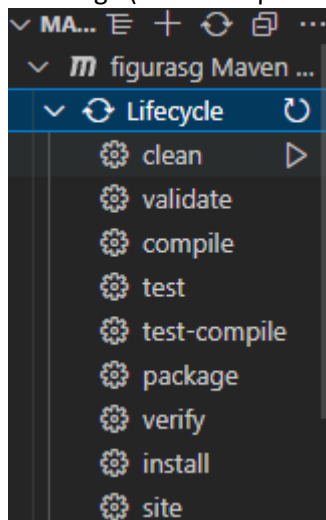 MA...
figurasg Maven ...
Lifecycle
clean
validate
compile
test
test-compile
package
verify
install
site